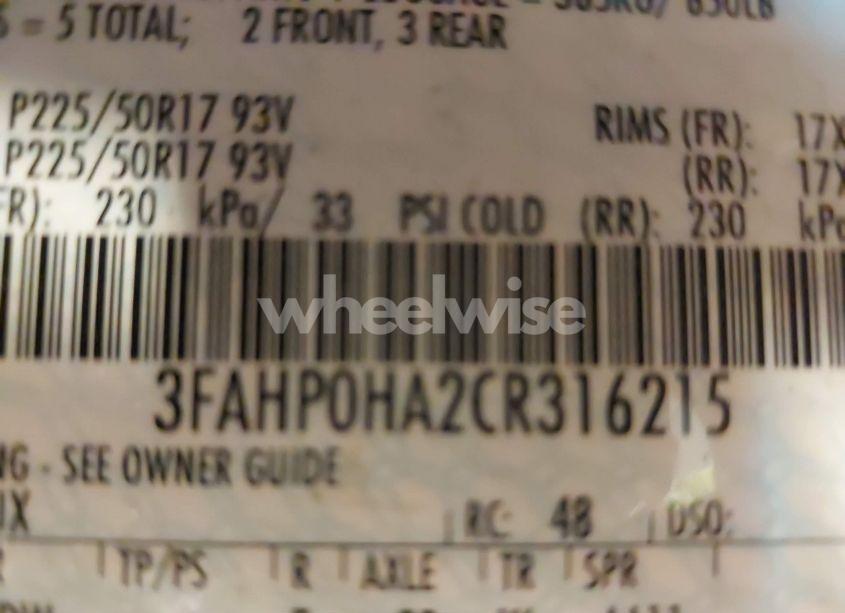 = 5 TOTAL; 2 FRONT, 3 REAR
P225/50R17 93V RIMS (FR): 17X
P225/50R17 93V (RR): 17X
FR): 230 kPa/ 33 PSI COLD (RR): 230 kPa
wheelwise
3FAHP0HA2CR316215
NG - SEE OWNER GUIDE
RC: 48 DSO:
TP/PS R AXLE TR SPR